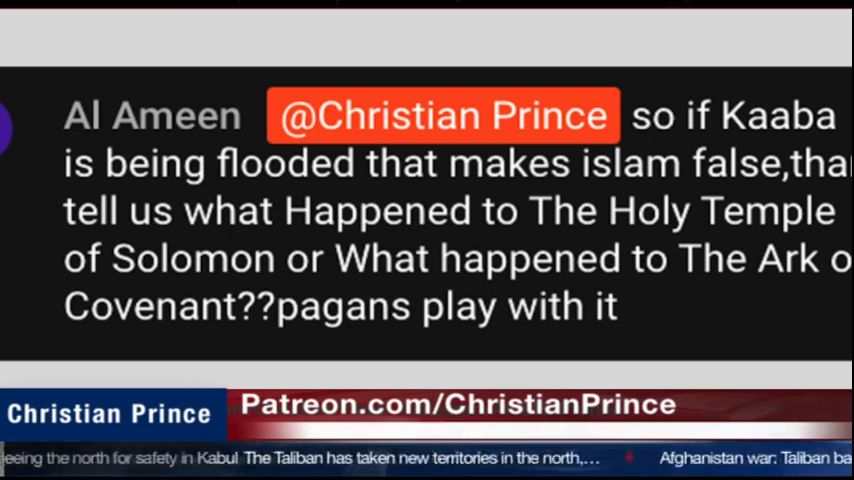 Al Ameen @Christian Prince so if Kaaba
is being flooded that makes islam false,than
tell us what Happened to The Holy Temple
of Solomon or What happened to The Ark o
Covenant??pagans play with it
Patreon.com/ChristianPrince
Christian Prince
eeing the north for safety in Kabul The Taliban has taken new territories in the north,... Afghanistan war: Taliban ba